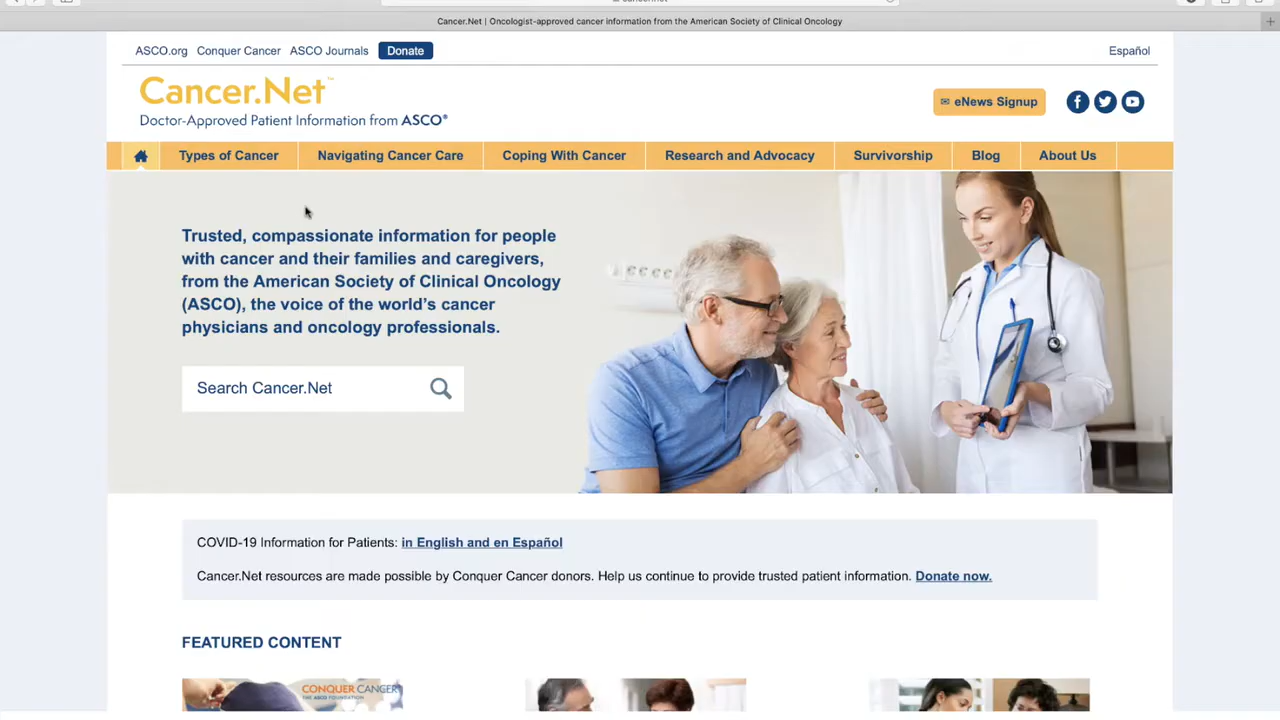 Cancer.Net | Oncologist-approved cancer information from the American Society of Clinical Oncology
ASCO.org Conquer Cancer ASCO Journals Donate Español
Cancer.Net™
Doctor-Approved Patient Information from ASCO®
eNews Signup
Types of Cancer Navigating Cancer Care Coping With Cancer Research and Advocacy Survivorship Blog About Us
Trusted, compassionate information for people
with cancer and their families and caregivers,
from the American Society of Clinical Oncology
(ASCO), the voice of the world's cancer
physicians and oncology professionals.
Search Cancer.Net
COVID-19 Information for Patients: in English and en Español
Cancer.Net resources are made possible by Conquer Cancer donors. Help us continue to provide trusted patient information. Donate now.
FEATURED CONTENT
CONQUER CANCER
THE ASCO FOUNDATION